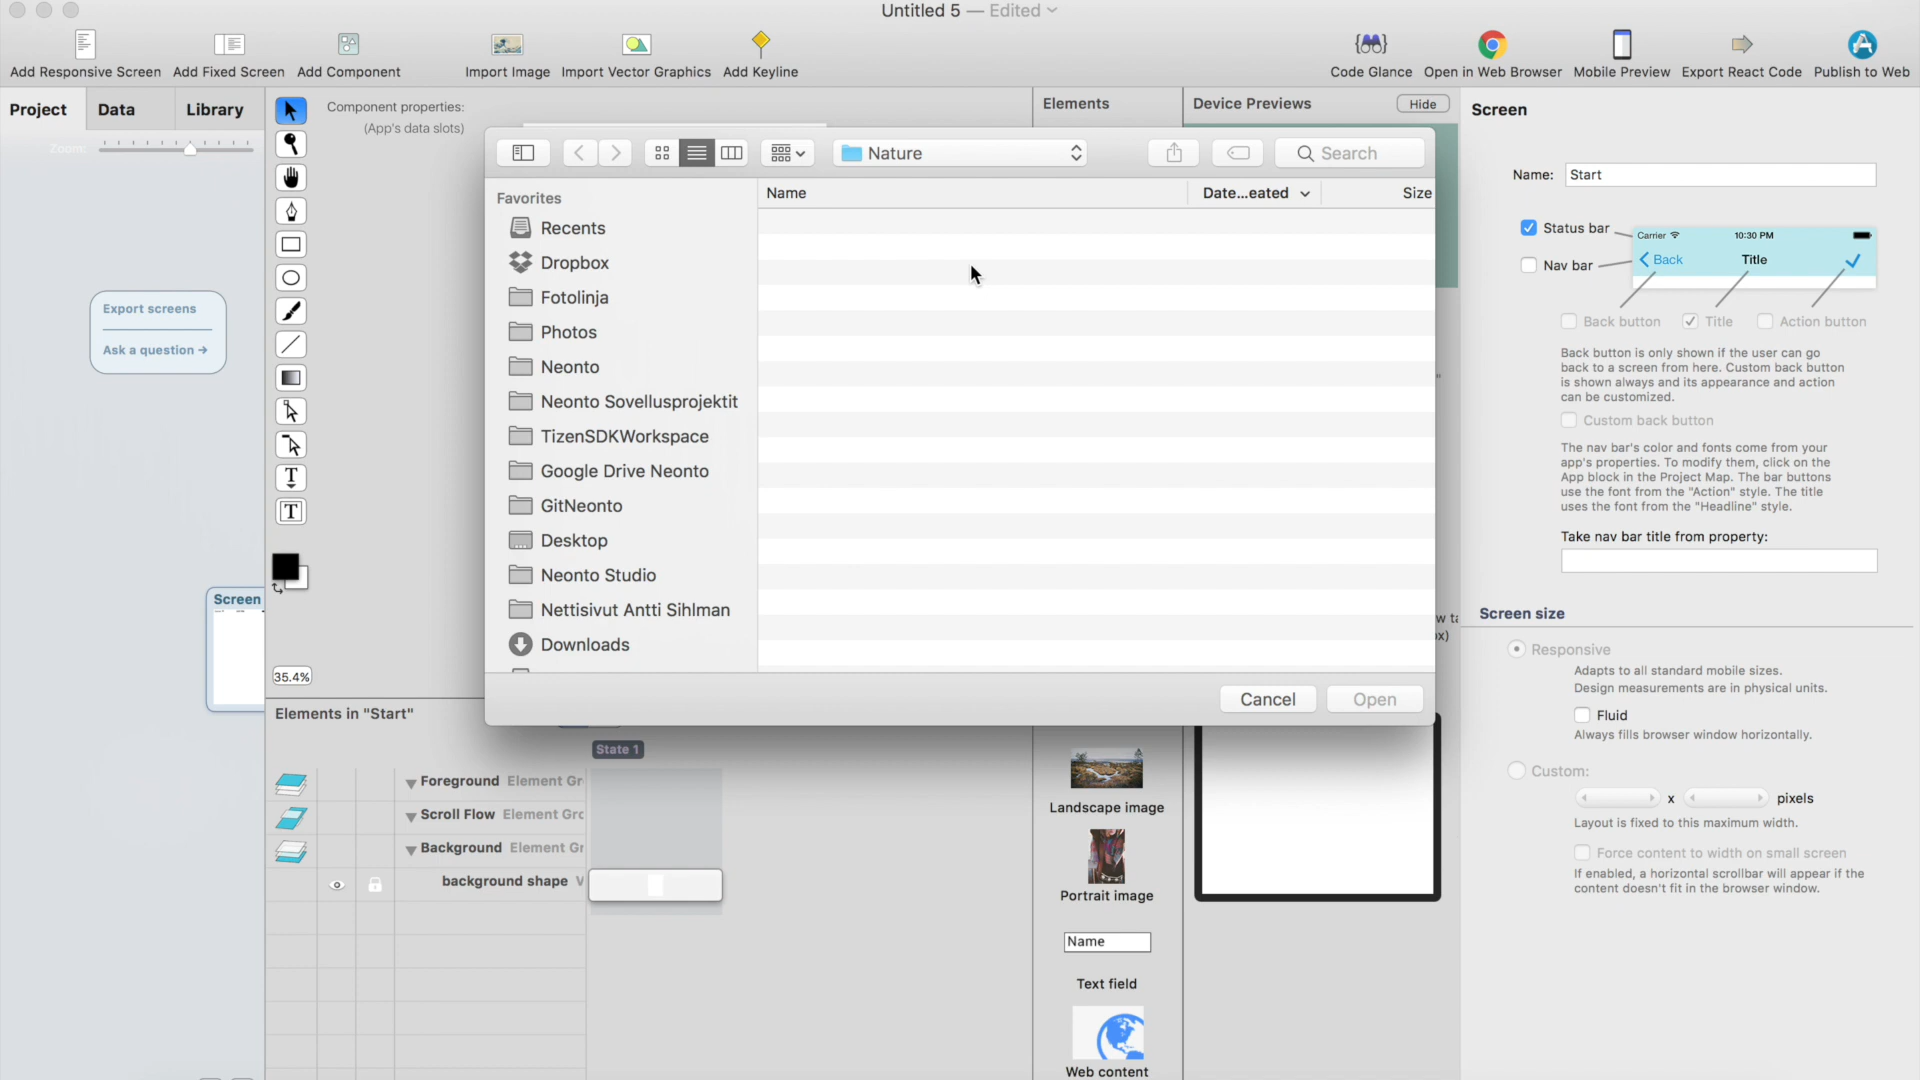 Untitled 5 — Edited
Add Responsive Screen
Add Fixed Screen
Add Component
Import Image
Import Vector Graphics
Add Keyline
Code Glance
Open in Web Browser
Mobile Preview
Export React Code
Publish to Web
Project
Data
Library
Zoom:
Export screens
Ask a question →
Screen
35.4%
Component properties:
(App's data slots)
Elements
Device Previews
Hide
Nature
Search
Favorites
Recents
Dropbox
Fotolinja
Photos
Neonto
Neonto Sovellusprojektit
TizenSDKWorkspace
Google Drive Neonto
GitNeonto
Desktop
Neonto Studio
Nettisivut Antti Sihlman
Downloads
Name
Date...eated
Size
Cancel
Open
Elements in "Start"
State 1
Foreground Element Gr
Scroll Flow Element Grc
Background Element Gr
background shape V
Landscape image
Portrait image
Name
Text field
Web content
Screen
Name: Start
Status bar
Nav bar
Carrier
10:30 PM
Back
Title
Back button
Title
Action button
Back button is only shown if the user can go
back to a screen from here. Custom back button
is shown always and its appearance and action
can be customized.
Custom back button
The nav bar's color and fonts come from your
app's properties. To modify them, click on the
App block in the Project Map. The bar buttons
use the font from the "Action" style. The title
uses the font from the "Headline" style.
Take nav bar title from property:
Screen size
Responsive
Adapts to all standard mobile sizes.
Design measurements are in physical units.
Fluid
Always fills browser window horizontally.
Custom:
x
pixels
Layout is fixed to this maximum width.
Force content to width on small screen
If enabled, a horizontal scrollbar will appear if the
content doesn't fit in the browser window.